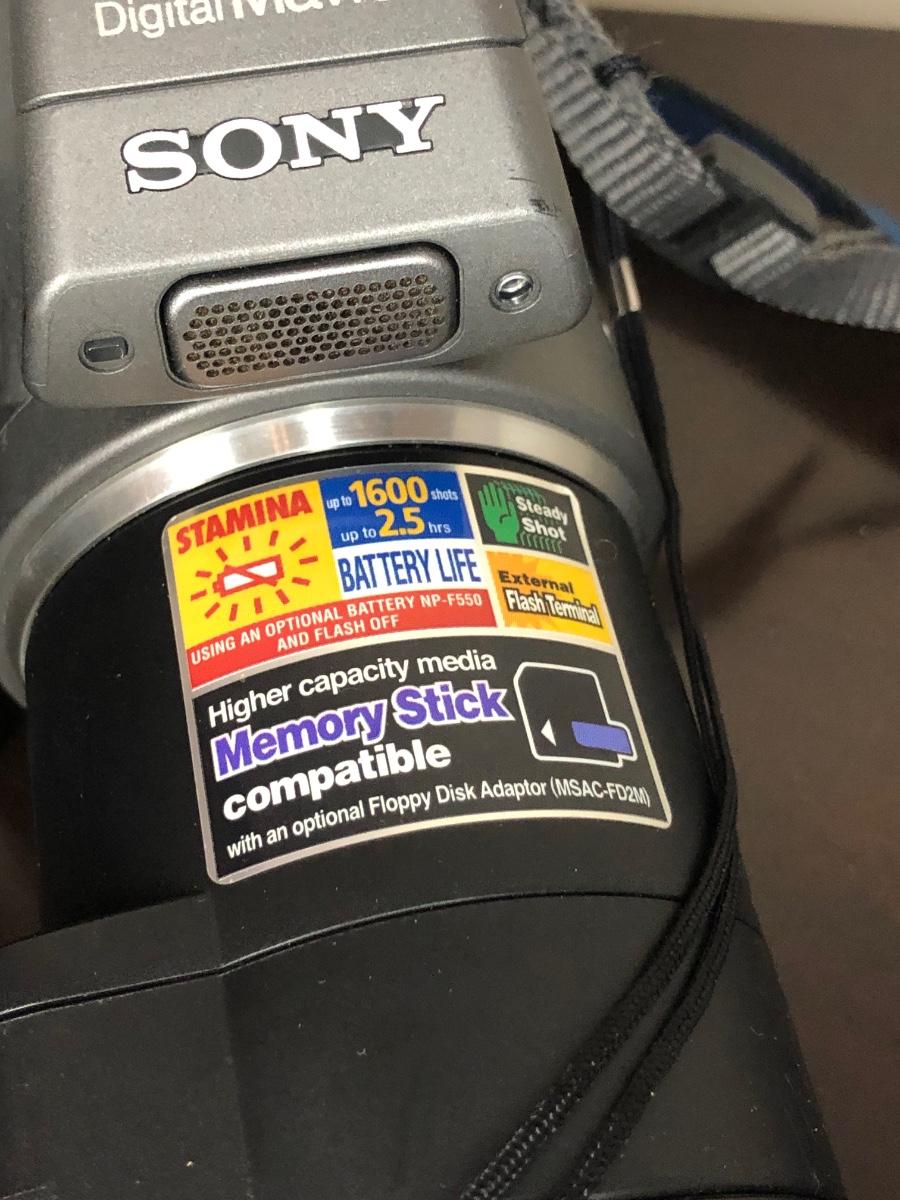 Digital
SONY
STAMINA
up to 1600 shots
up to 2.5 hrs
BATTERY LIFE
USING AN OPTIONAL BATTERY NP-F550
AND FLASH OFF
Steady
Shot
External
Flash Terminal
Higher capacity media
Memory Stick
compatible
with an optional Floppy Disk Adaptor (MSAC-FD2M)